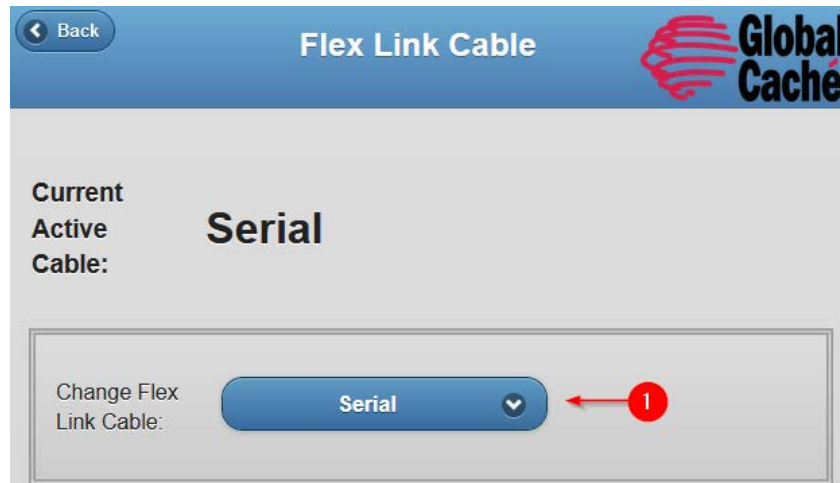 Back
Flex Link Cable
Global
Caché
Current
Active
Cable:
Serial
Change Flex
Link Cable:
Serial
1